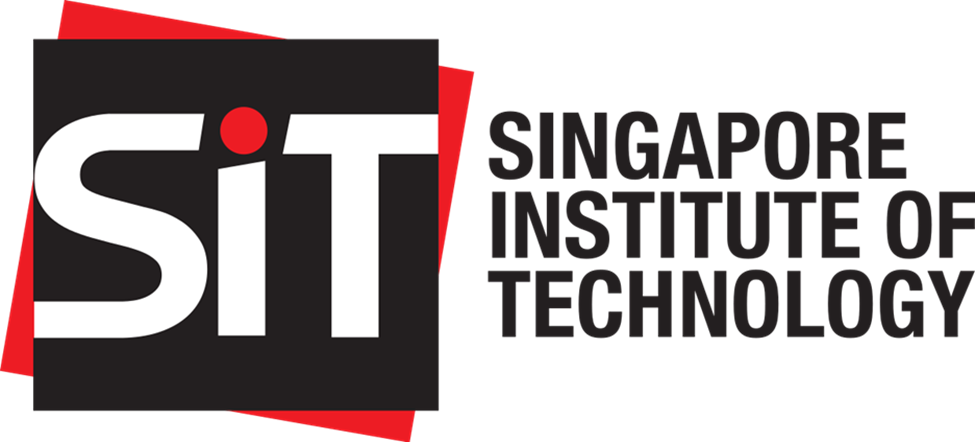 SiT
SINGAPORE
INSTITUTE OF
TECHNOLOGY